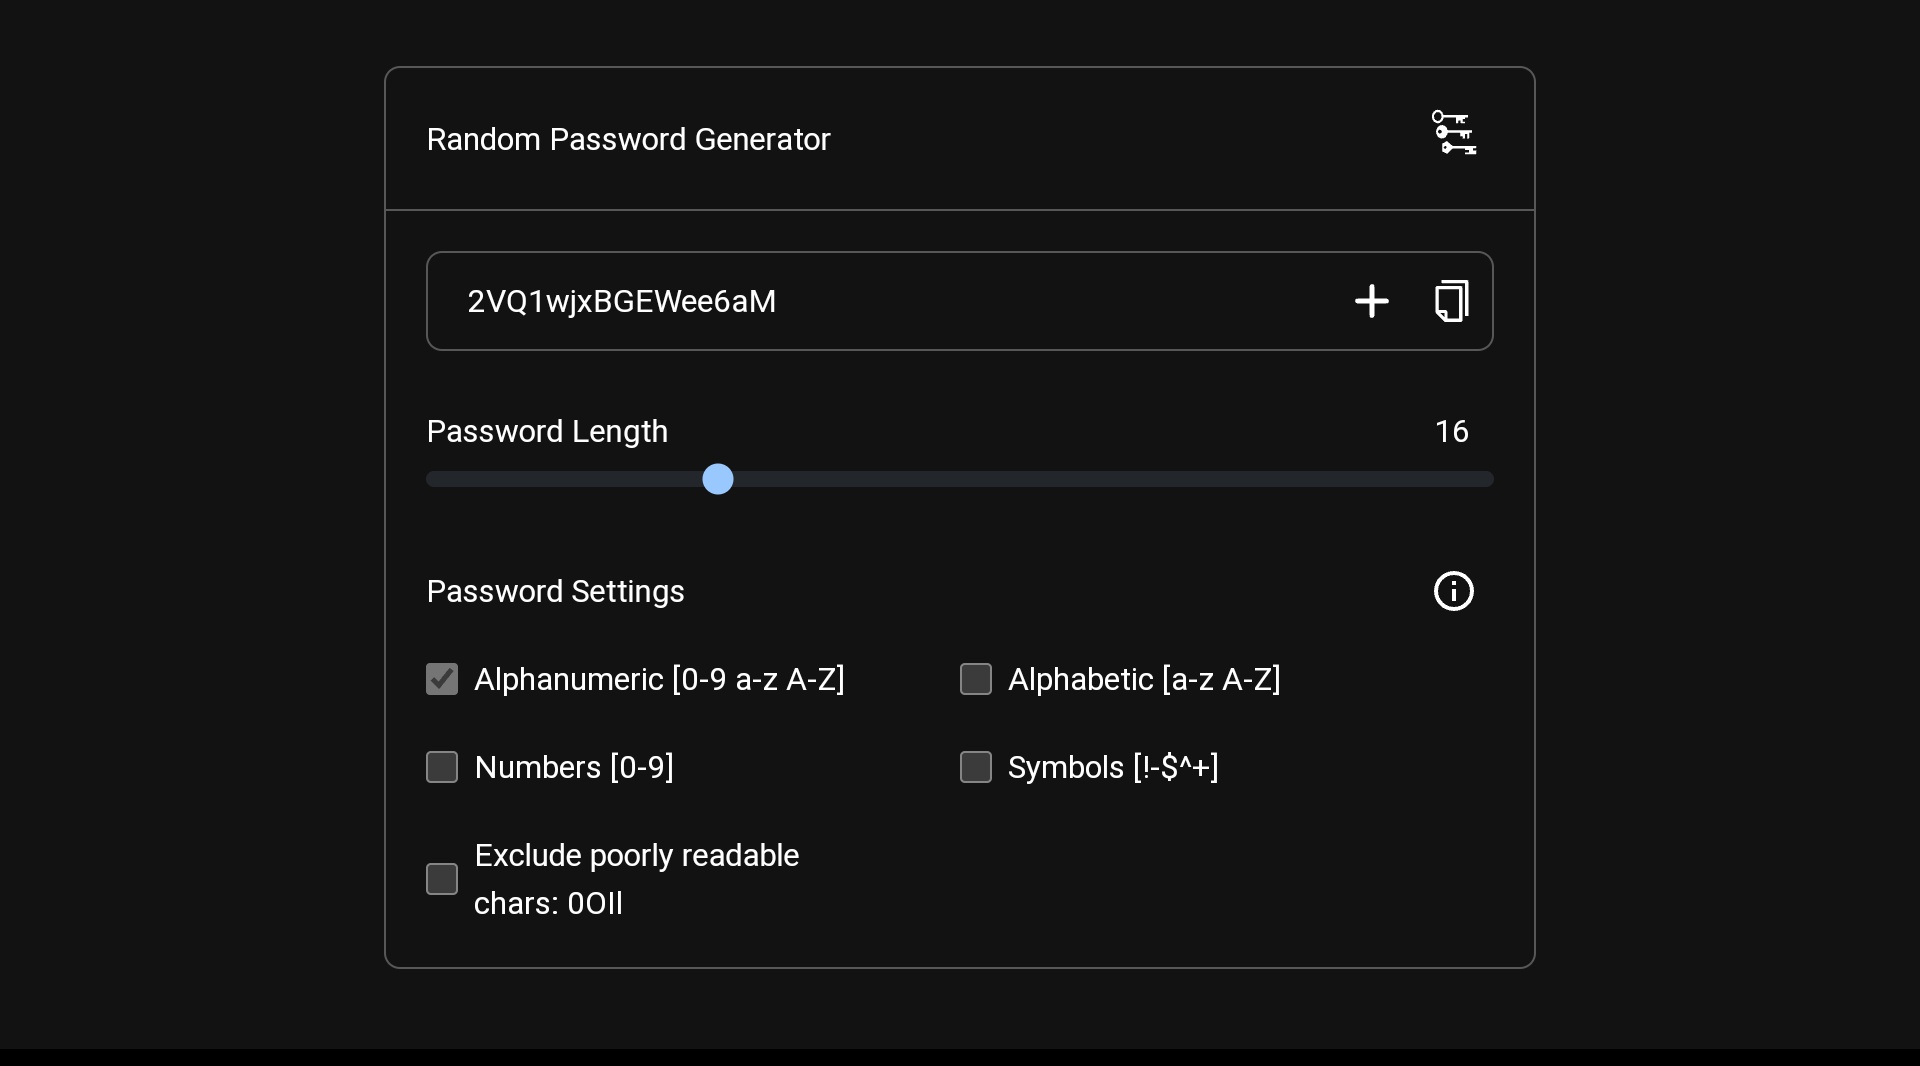 Random Password Generator
2VQ1wjxBGEWee6aM
Password Length
16
Password Settings
Alphanumeric [0-9 a-z A-Z]
Alphabetic [a-z A-Z]
Numbers [0-9]
Symbols [!-$^+]
Exclude poorly readable
chars: 0OIl